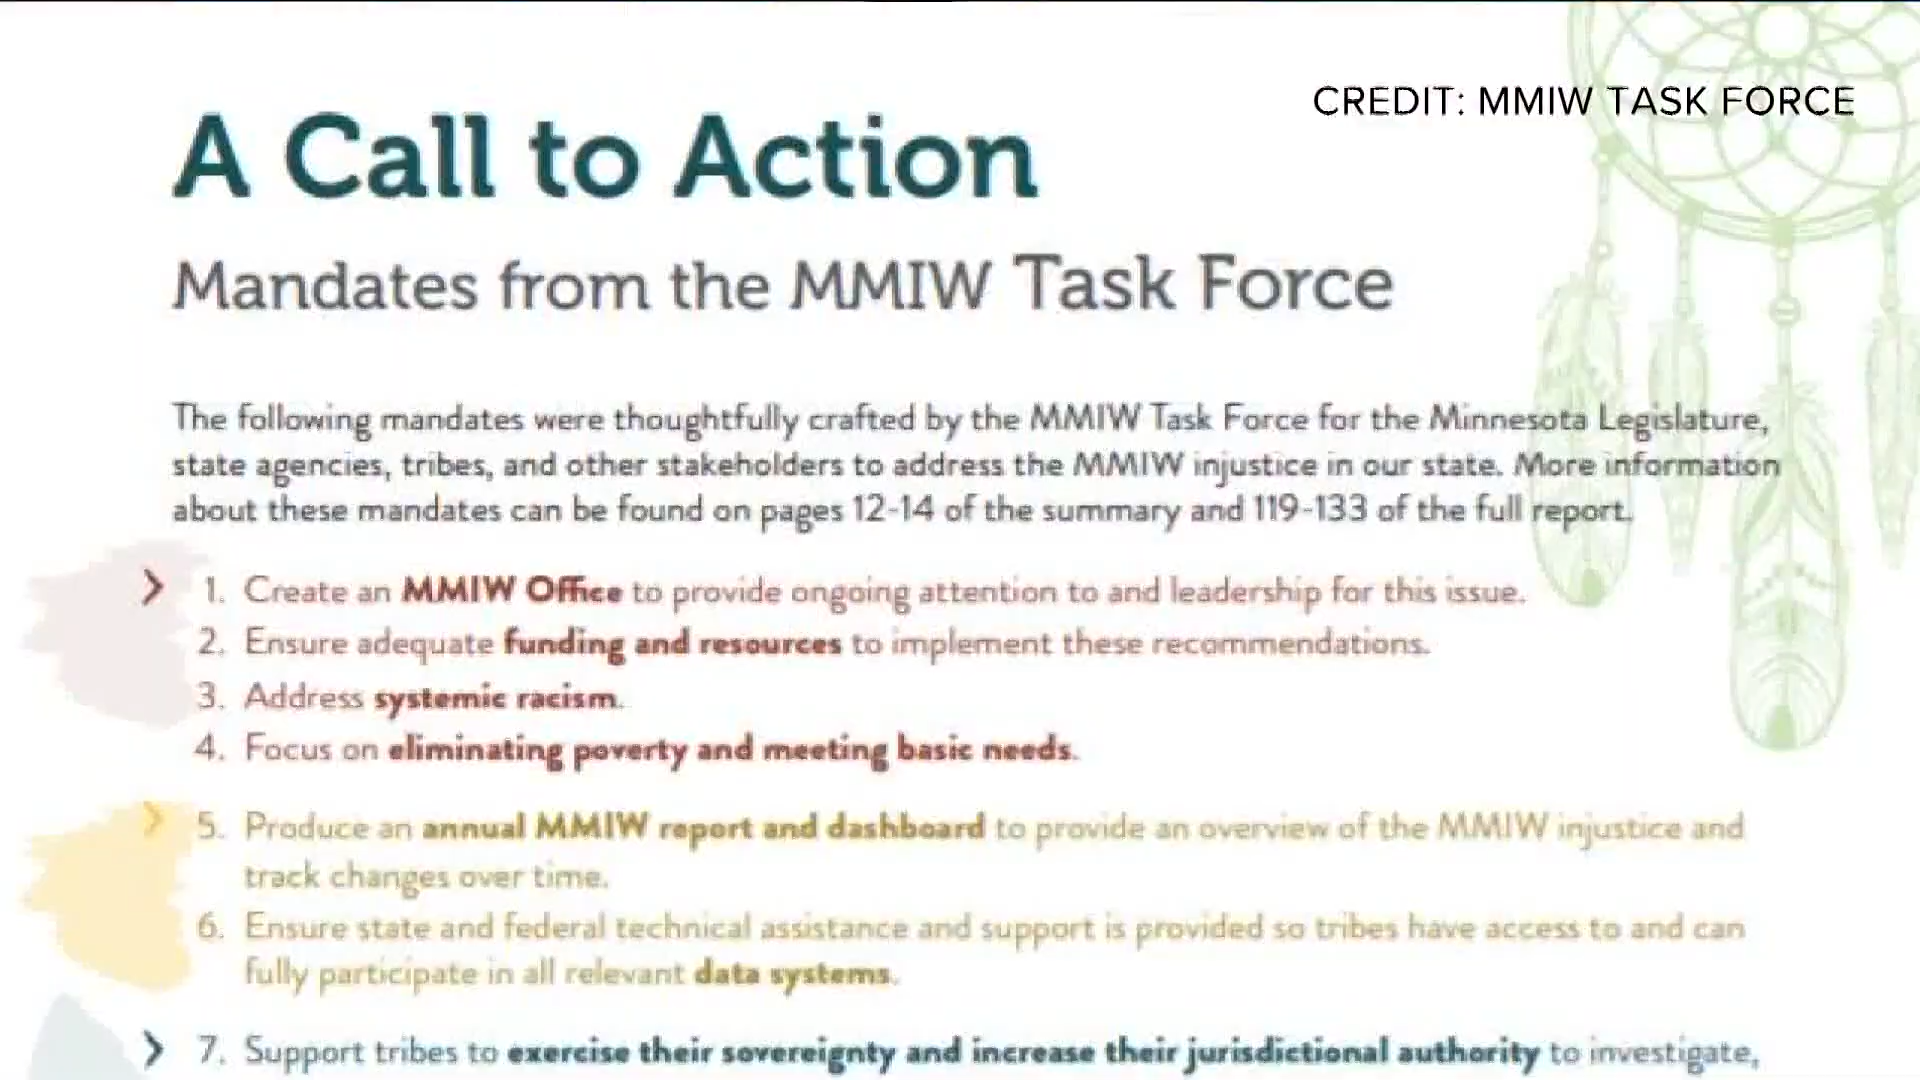 CREDIT: MMIW TASK FORCE
A Call to Action
Mandates from the MMIW Task Force
The following mandates were thoughtfully crafted by the MMIW Task Force for the Minnesota Legislature,
state agencies, tribes, and other stakeholders to address the MMIW injustice in our state. More information
about these mandates can be found on pages 12-14 of the summary and 119-133 of the full report.
1. Create an MMIW Office to provide ongoing attention to and leadership for this issue.
2. Ensure adequate funding and resources to implement these recommendations.
3. Address systemic racism.
4. Focus on eliminating poverty and meeting basic needs.
5. Produce an annual MMIW report and dashboard to provide an overview of the MMIW injustice and
track changes over time.
6. Ensure state and federal technical assistance and support is provided so tribes have access to and can
fully participate in all relevant data systems.
7. Support tribes to exercise their sovereignty and increase their jurisdictional authority to investigate,